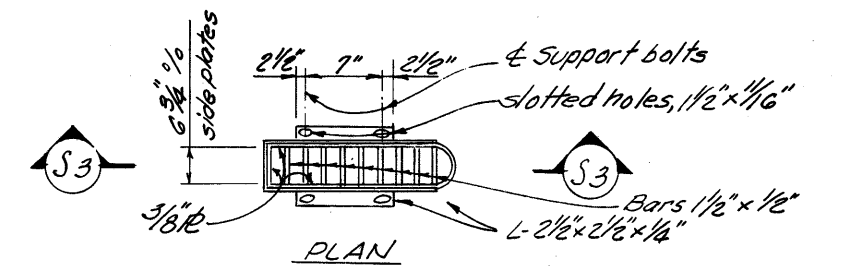 6 3/4" %
side plates
2 1/2" 7" 2 1/2"
℄ Support bolts
slotted holes, 1 1/2" x 11/16"
S3
S3
3/8" ℄
Bars 1 1/2" x 1/2"
L-2 1/2" x 2 1/2" x 1/4"
PLAN